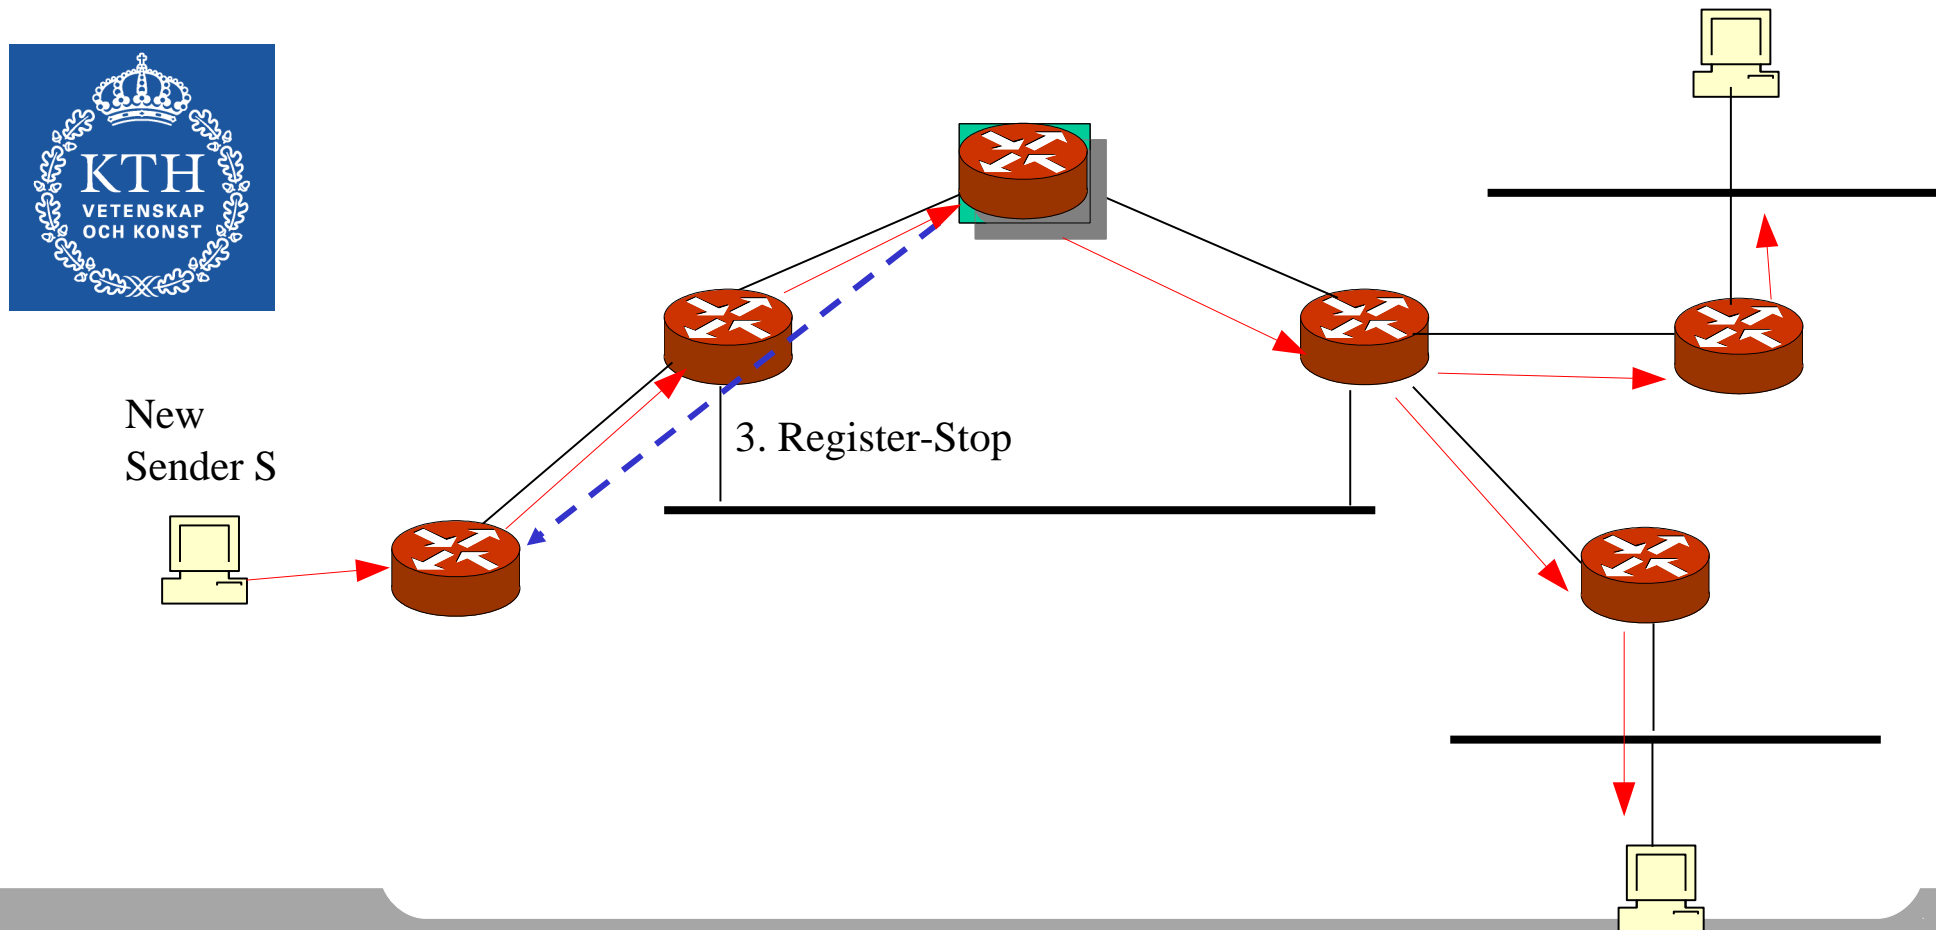 KTH
VETENSKAP
OCH KONST
New
Sender S
3. Register-Stop